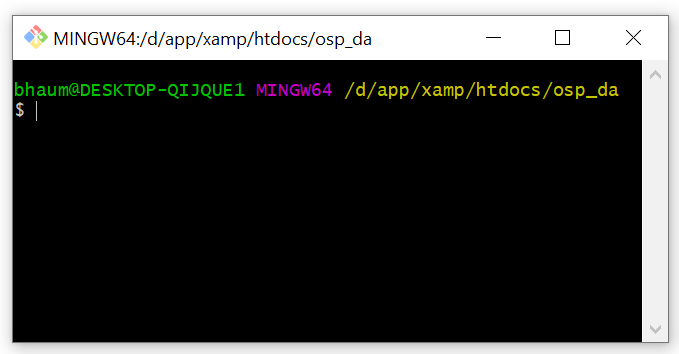 MINGW64:/d/app/xamp/htdocs/osp_da
bhaum@DESKTOP-QIJQUE1 MINGW64 /d/app/xamp/htdocs/osp_da
$